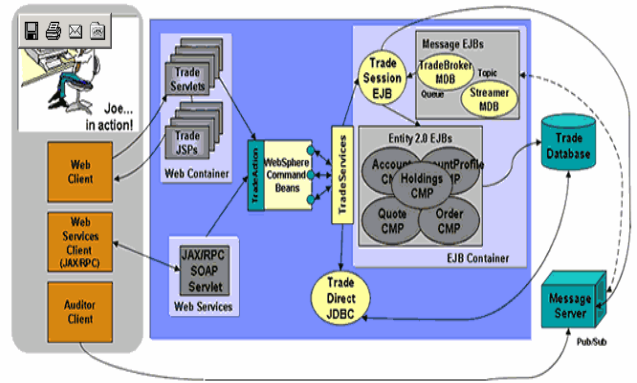 Joe...
in action!
Web
Client
Web
Services
Client
(JAX/RPC)
Auditor
Client
Trade
Servlets
Trade
JSPs
Web Container
JAX/RPC
SOAP
Servlet
Web Services
TradeAction
WebSphere
Command
Beans
TradeServices
Trade
Session
EJB
Message EJBs
TradeBroker
MDB
Queue
Topic
Streamer
MDB
Entity 2.0 EJBs
Account
CM
ountProfile
MP
Holdings
CMP
Quote
CMP
Order
CMP
EJB Container
Trade
Direct
JDBC
Trade
Database
Message
Server
Pub/Sub